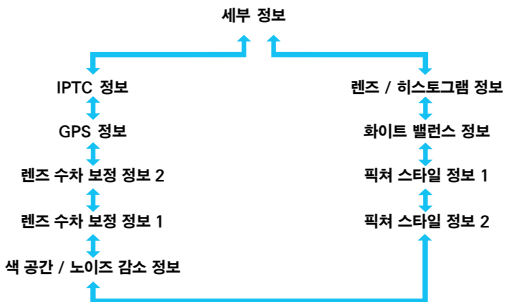 세부 정보
IPTC 정보
렌즈 / 히스토그램 정보
GPS 정보
화이트 밸런스 정보
렌즈 수차 보정 정보 2
픽쳐 스타일 정보 1
렌즈 수차 보정 정보 1
픽쳐 스타일 정보 2
색 공간 / 노이즈 감소 정보